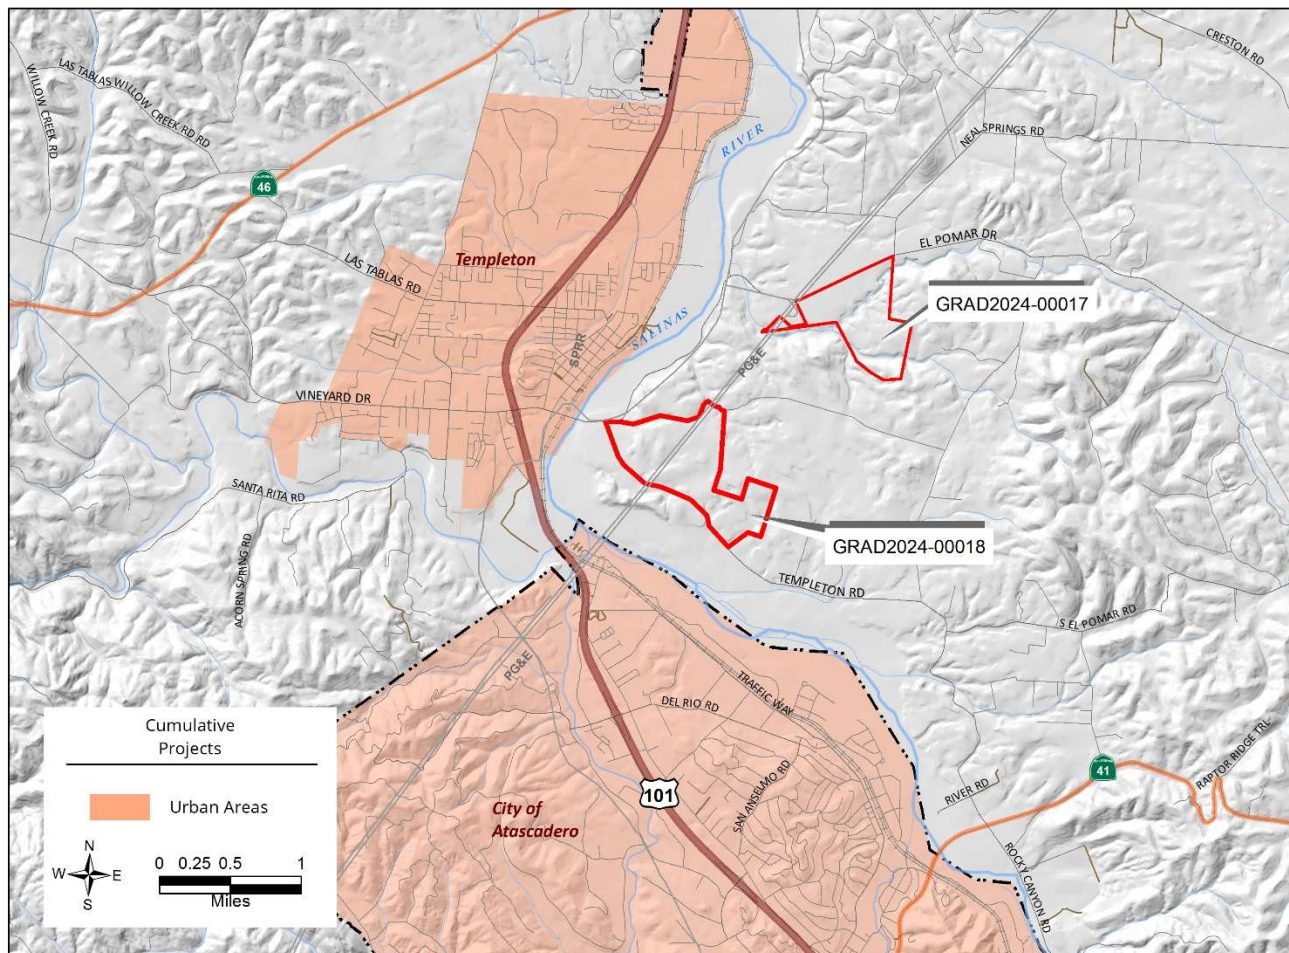 CRESTON RD
WILLOW CREEK RD
LAS TABLAS WILLOW CREEK RD RD
NEAL SPRINGS RD
RIVER
46
EL POMAR DR
Templeton
LAS TABLAS RD
GRAD2024-00017
SALINAS
SPRR
PG&E
VINEYARD DR
SANTA RITA RD
ACORN SPRING RD
GRAD2024-00018
TEMPLETON RD
S EL POMAR RD
PG&E
TRAFFIC WAY
DEL RIO RD
Cumulative
Projects
Urban Areas
N
W E
S
0 0.25 0.5 1
Miles
City of
Atascadero
101
SAN ANSELMO RD
CALIFORNIA
41
RIVER RD
RAPTOR RIDGE TRL
ROCKY CANYON RD